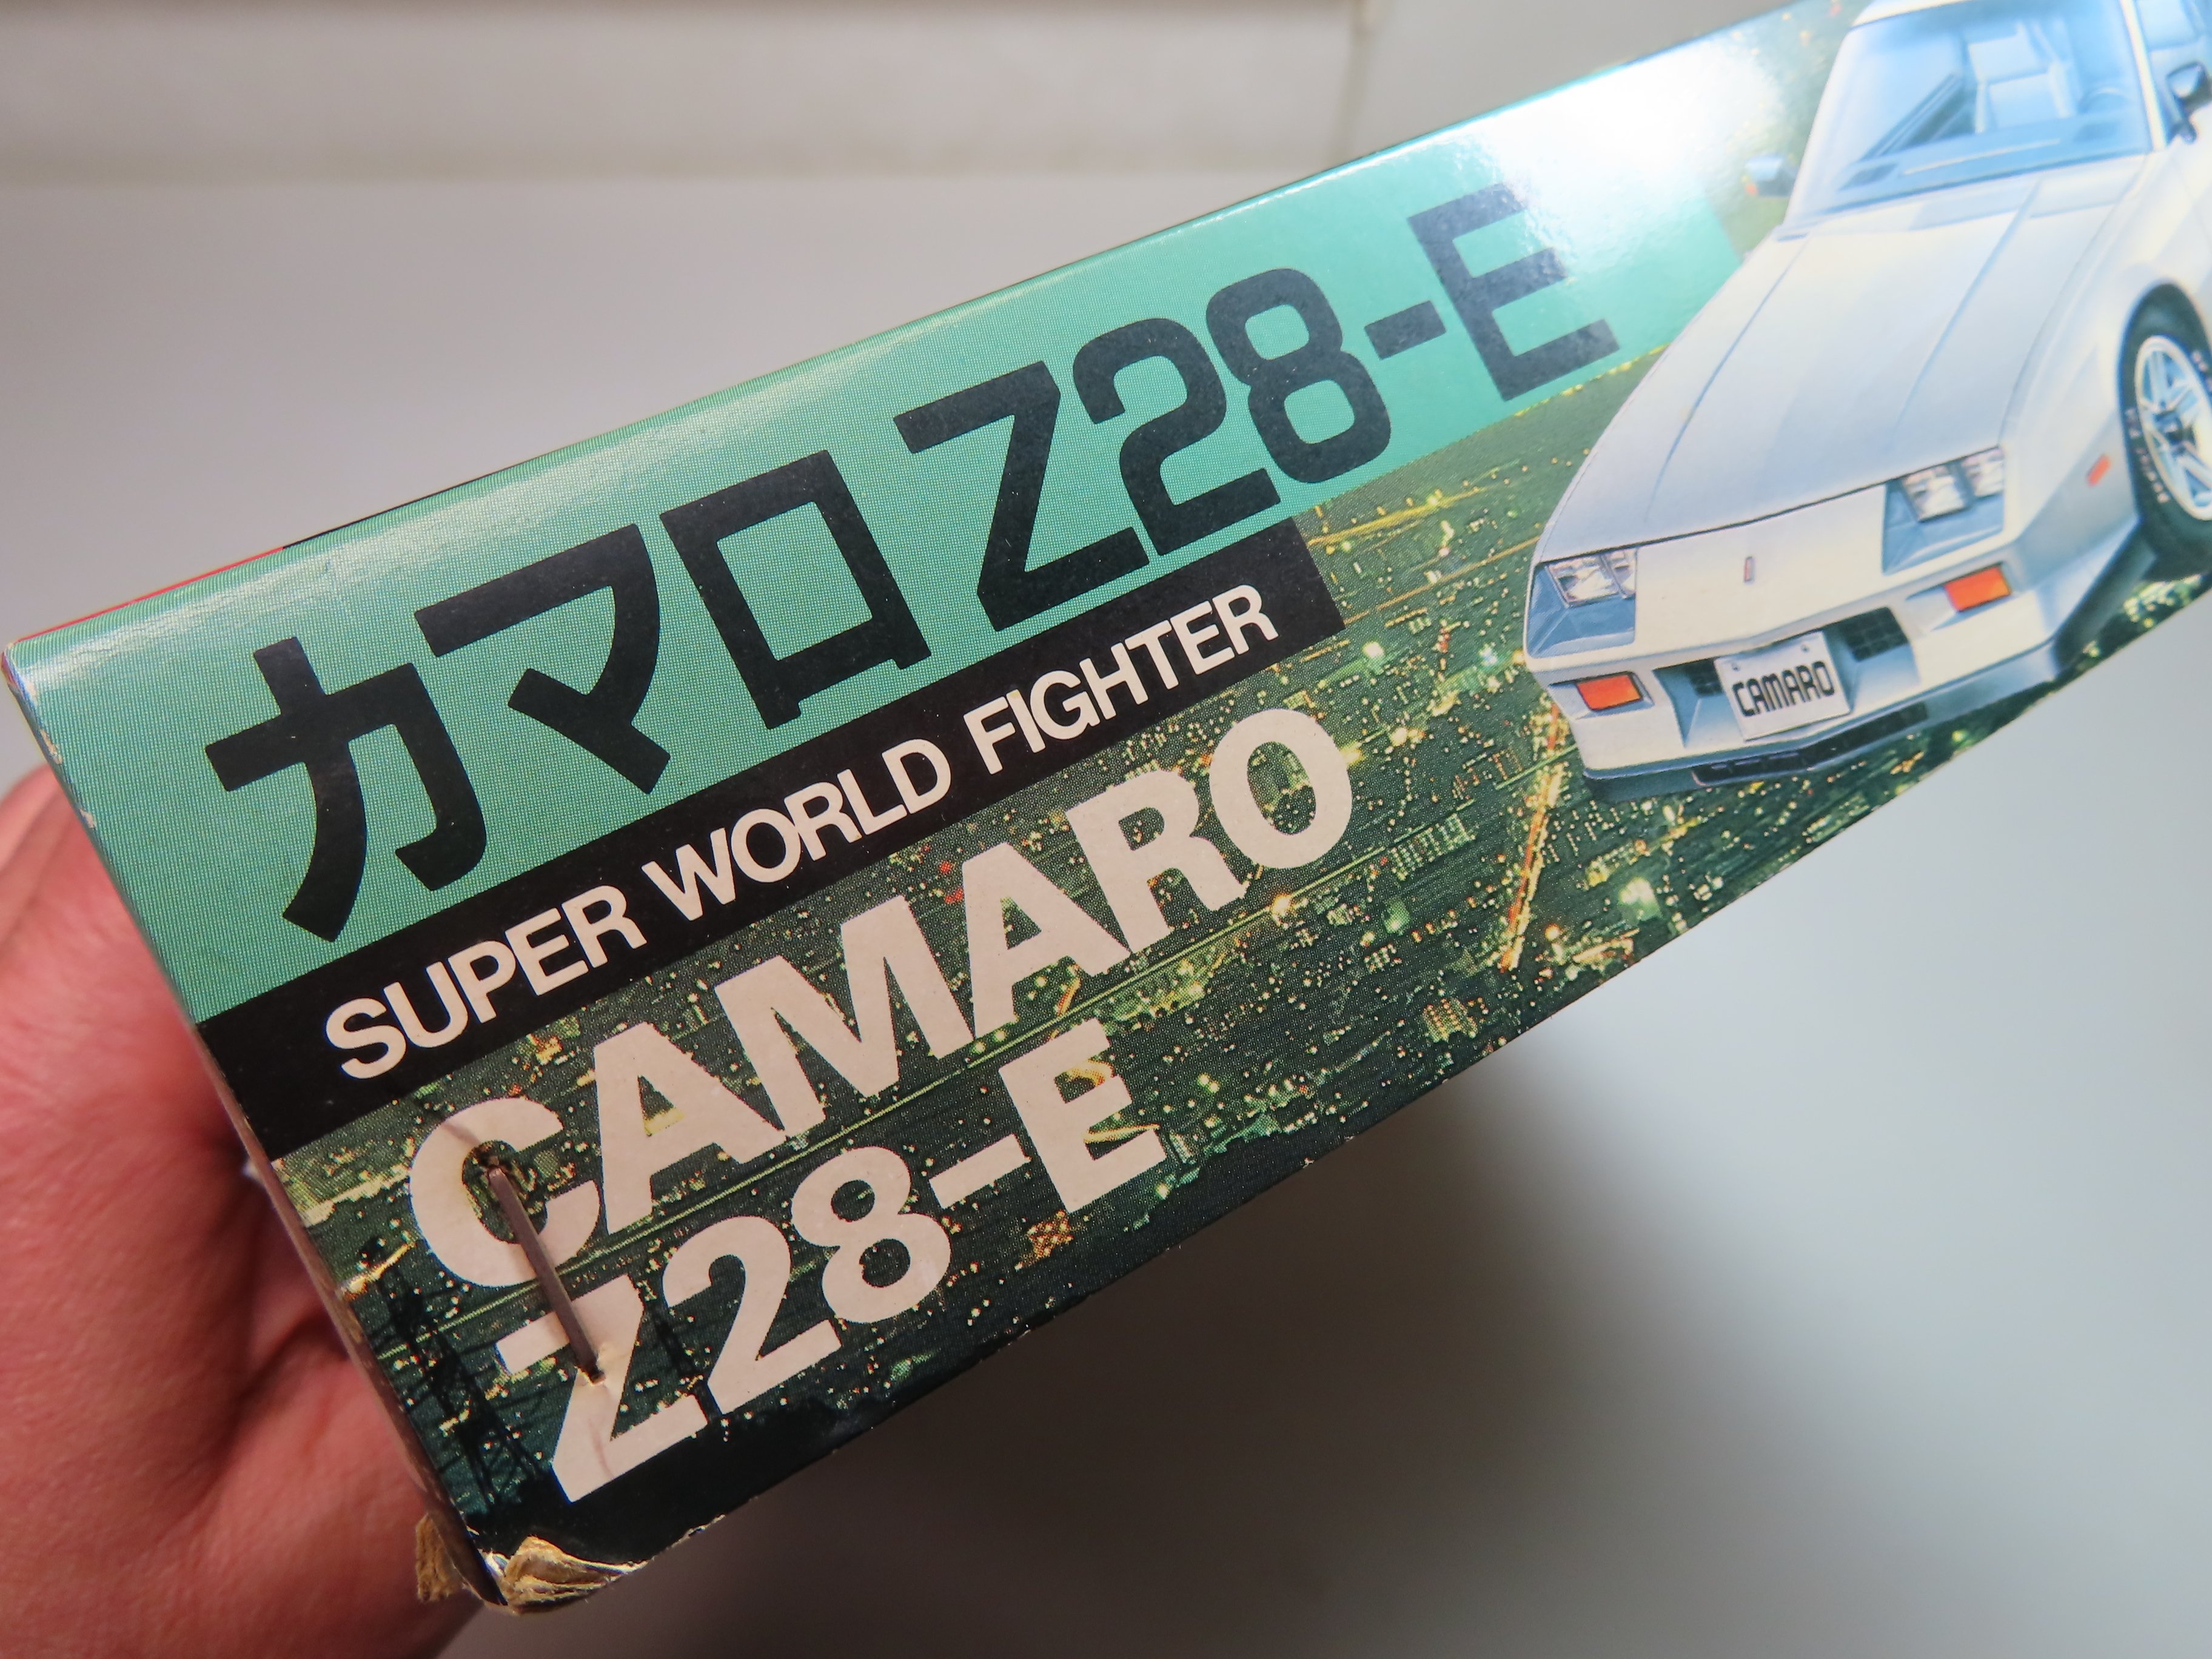 カマロ Z28-E
SUPER WORLD FIGHTER
CAMARO
Z28-E
CAMARO